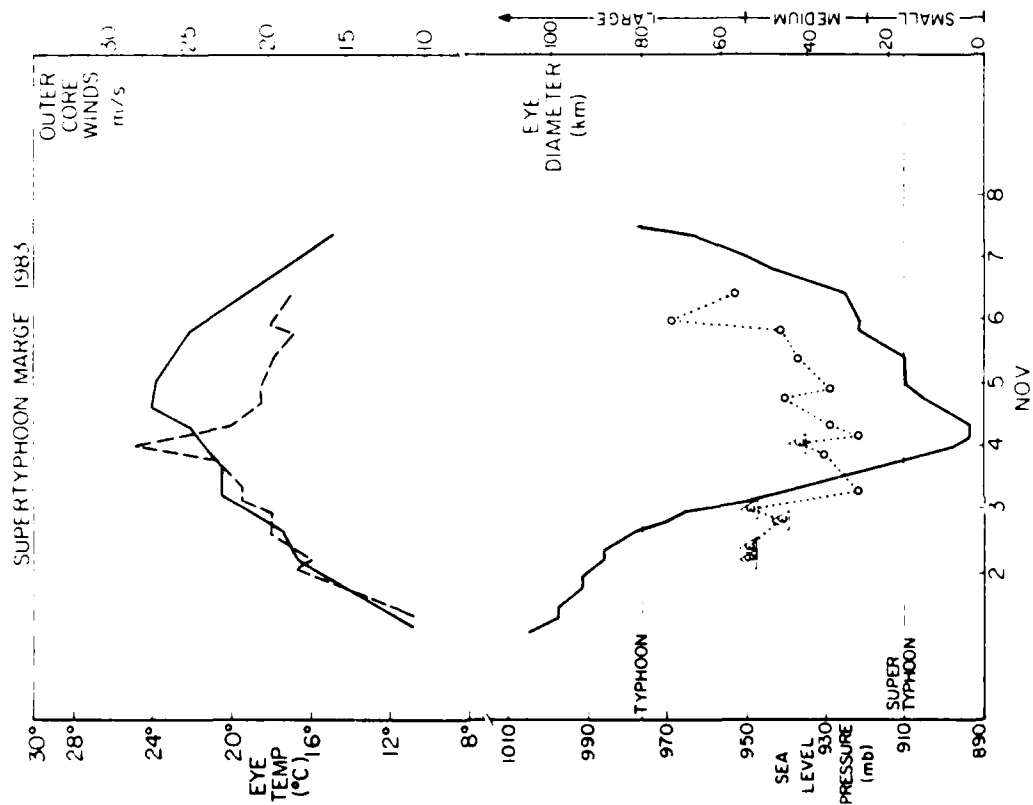 SUPERTYPHOON MARGE 1983
30°
28°
24°
20°
16°
12°
8°
EYE
TEMP
(°C)
OUTER
CORE
WINDS
m/s
30
25
20
15
10
1010
990
970
950
930
910
890
SEA
LEVEL
PRESSURE
(mb)
TYPHOON
SUPER
TYPHOON
EYE
DIAMETER
(km)
100
80
60
40
20
0
LARGE
MEDIUM
SMALL
2
3
4
5
6
7
8
NOV